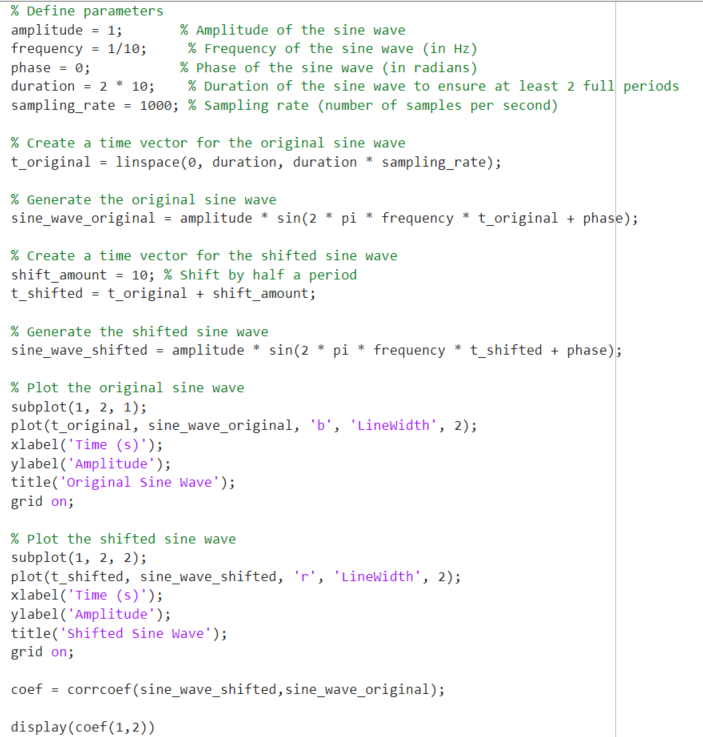 % Define parameters
amplitude = 1;       % Amplitude of the sine wave
frequency = 1/10;     % Frequency of the sine wave (in Hz)
phase = 0;           % Phase of the sine wave (in radians)
duration = 2 * 10;    % Duration of the sine wave to ensure at least 2 full periods
sampling_rate = 1000; % Sampling rate (number of samples per second)

% Create a time vector for the original sine wave
t_original = linspace(0, duration, duration * sampling_rate);

% Generate the original sine wave
sine_wave_original = amplitude * sin(2 * pi * frequency * t_original + phase);

% Create a time vector for the shifted sine wave
shift_amount = 10; % Shift by half a period
t_shifted = t_original + shift_amount;

% Generate the shifted sine wave
sine_wave_shifted = amplitude * sin(2 * pi * frequency * t_shifted + phase);

% Plot the original sine wave
subplot(1, 2, 1);
plot(t_original, sine_wave_original, 'b', 'LineWidth', 2);
xlabel('Time (s)');
ylabel('Amplitude');
title('Original Sine Wave');
grid on;

% Plot the shifted sine wave
subplot(1, 2, 2);
plot(t_shifted, sine_wave_shifted, 'r', 'LineWidth', 2);
xlabel('Time (s)');
ylabel('Amplitude');
title('Shifted Sine Wave');
grid on;

coef = corrcoef(sine_wave_shifted,sine_wave_original);

display(coef(1,2))